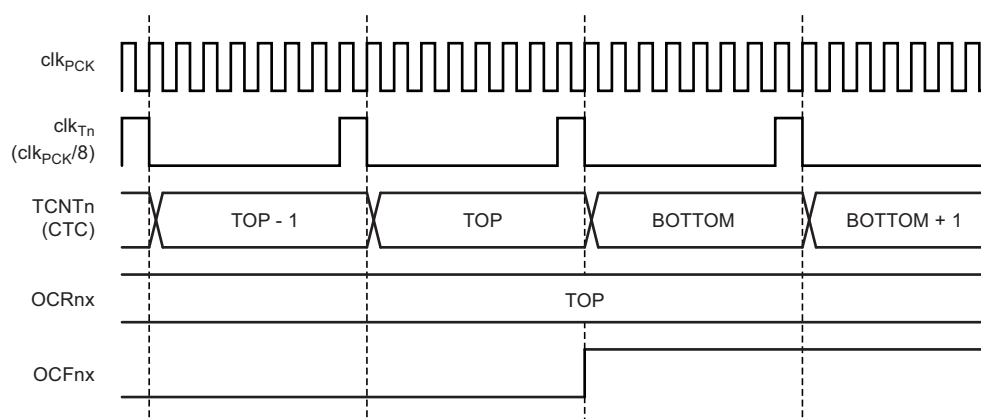 clkPCK
clkTn
(clkPCK/8)
TCNTn
(CTC)
TOP - 1
TOP
BOTTOM
BOTTOM + 1
OCRnx
TOP
OCFnx